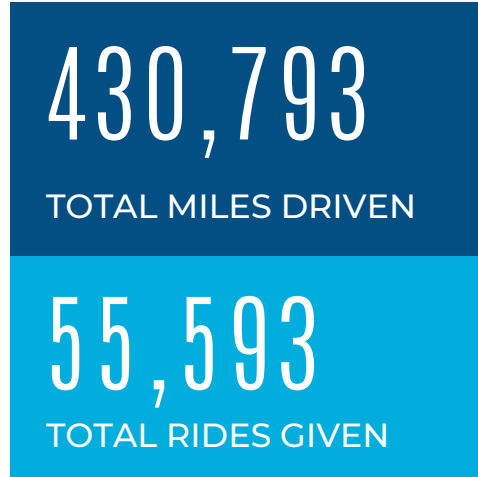 430,793
TOTAL MILES DRIVEN
55,593
TOTAL RIDES GIVEN